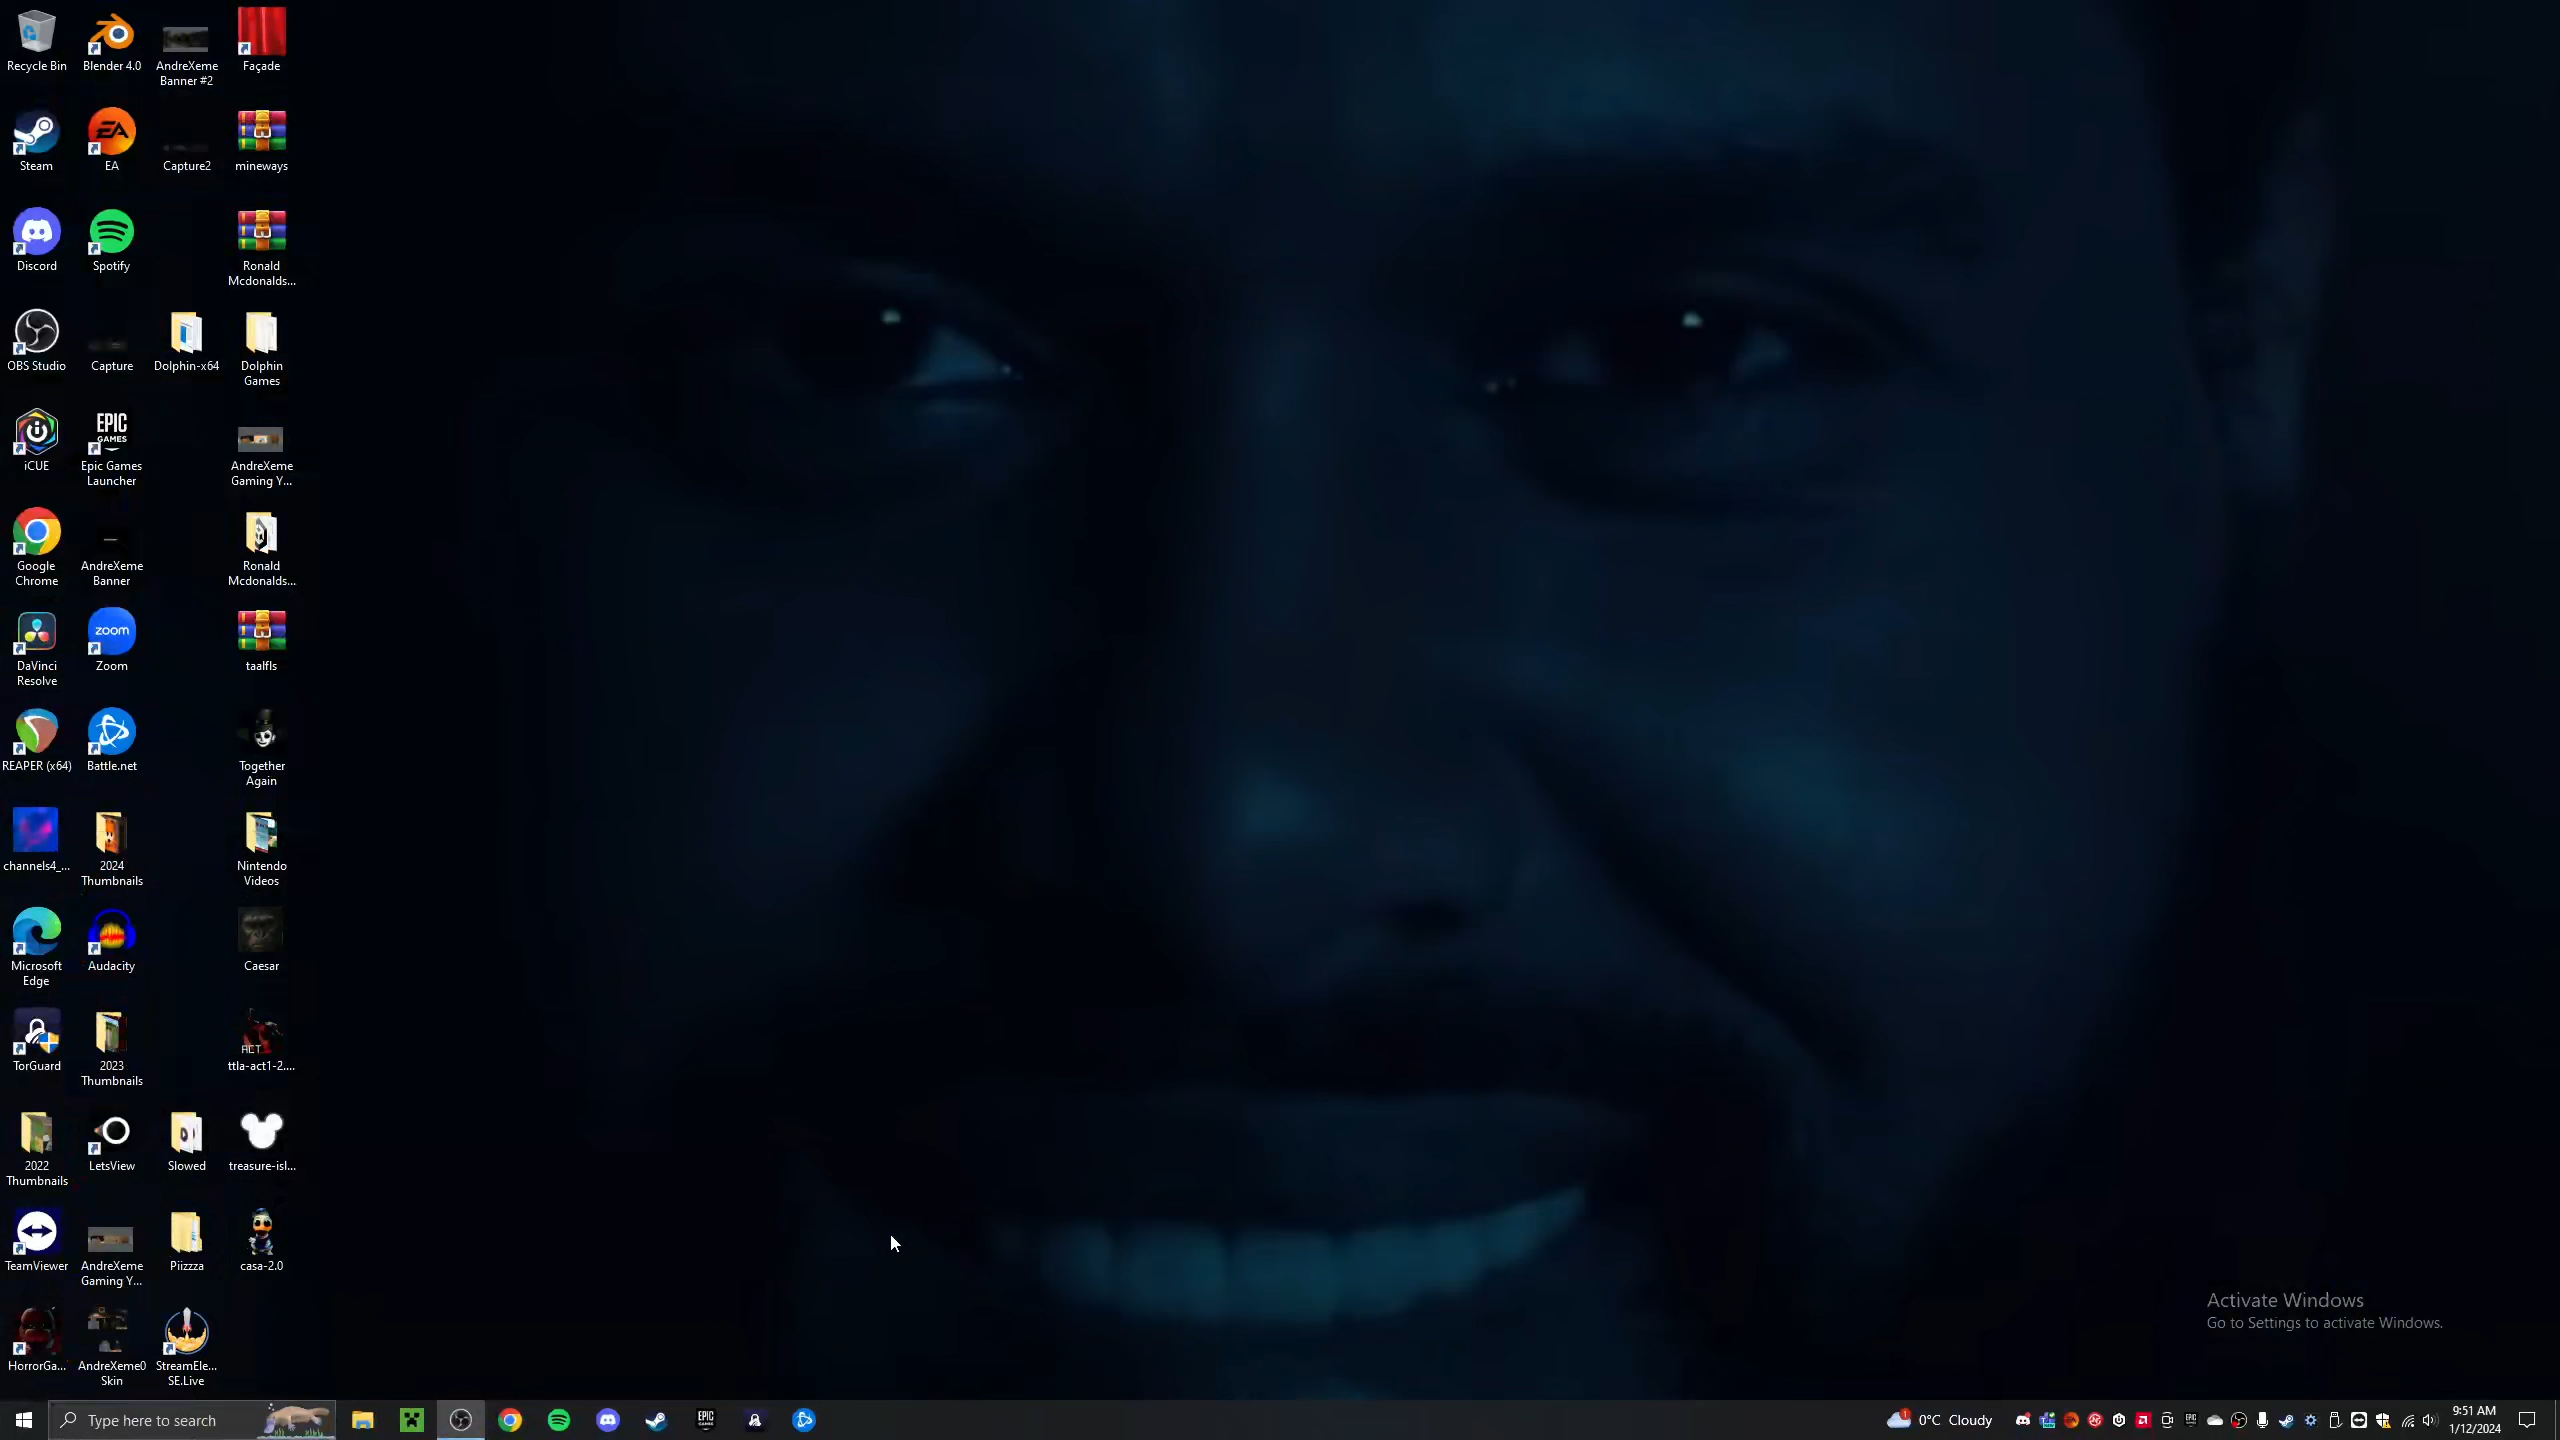 Recycle Bin
Blender 4.0
AndreXeme
Banner #2
Façade
Steam
EA
Capture2
mineways
Discord
Spotify
Ronald
Mcdonalds...
OBS Studio
Capture
Dolphin-x64
Dolphin
Games
iCUE
EPIC
GAMES
Epic Games
Launcher
AndreXeme
Gaming Y...
Google
Chrome
AndreXeme
Banner
Ronald
Mcdonalds...
DaVinci
Resolve
zoom
Zoom
taalfls
REAPER (x64)
Battle.net
Together
Again
channels4_...
2024
Thumbnails
Nintendo
Videos
Microsoft
Edge
Audacity
Caesar
TorGuard
2023
Thumbnails
ACT
ttla-act1-2....
2022
Thumbnails
LetsView
Slowed
treasure-isl...
TeamViewer
AndreXeme
Gaming Y...
Piizzza
casa-2.0
HorrorGa...
AndreXeme0
Skin
StreamEle...
SE.Live
Activate Windows
Go to Settings to activate Windows.
Type here to search
EPIC
0°C Cloudy
9:51 AM
1/12/2024